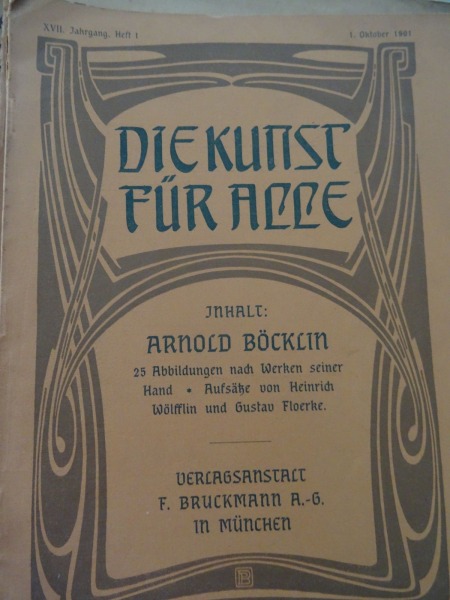 XVII. Jahrgang. Heft 1
1. Oktober 1901
DIE KUNST
FÜR ALLE
INHALT:
ARNOLD BÖCKLIN
25 Abbildungen nach Werken seiner
Hand • Aufsätze von Heinrich
Wölfflin und Gustav Floerke.
VERLAGSANSTALT
F. BRUCKMANN A.-G.
IN MÜNCHEN